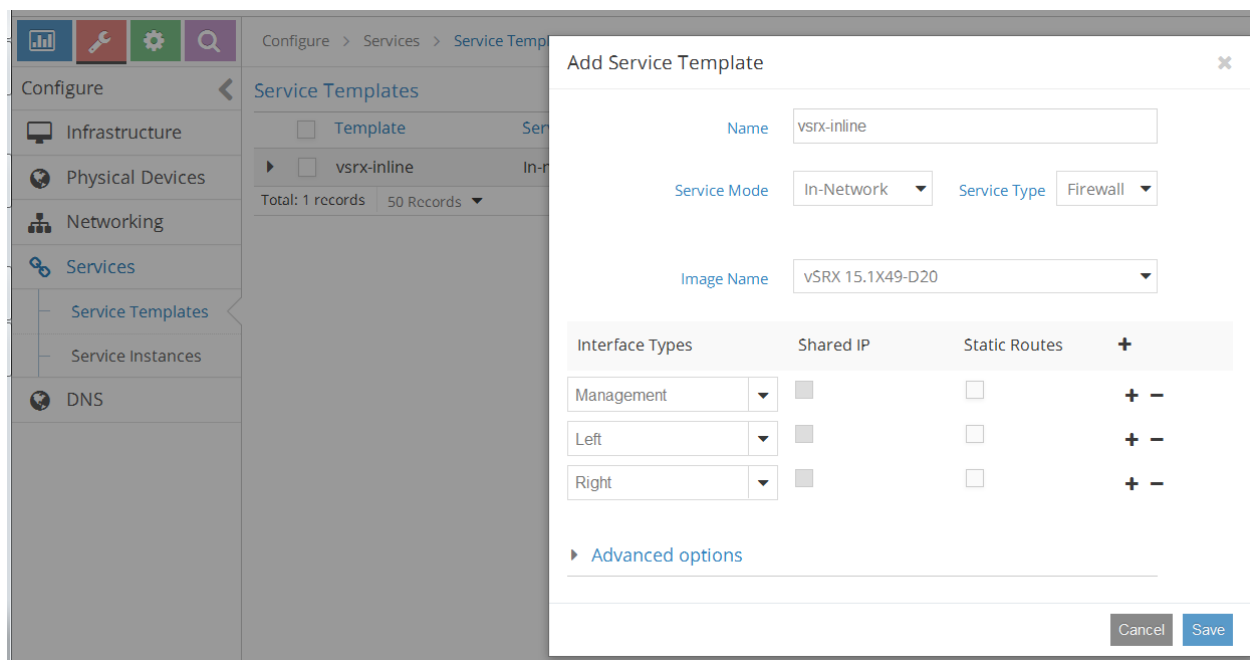 Configure > Services > Service Templ
Configure
Infrastructure
Physical Devices
Networking
Services
Service Templates
Service Instances
DNS
Service Templates
Template Ser
vsrx-inline In-n
Total: 1 records 50 Records
Add Service Template
Name vsrx-inline
Service Mode In-Network Service Type Firewall
Image Name vSRX 15.1X49-D20
Interface Types Shared IP Static Routes +
Management + −
Left + −
Right + −
Advanced options
Cancel Save